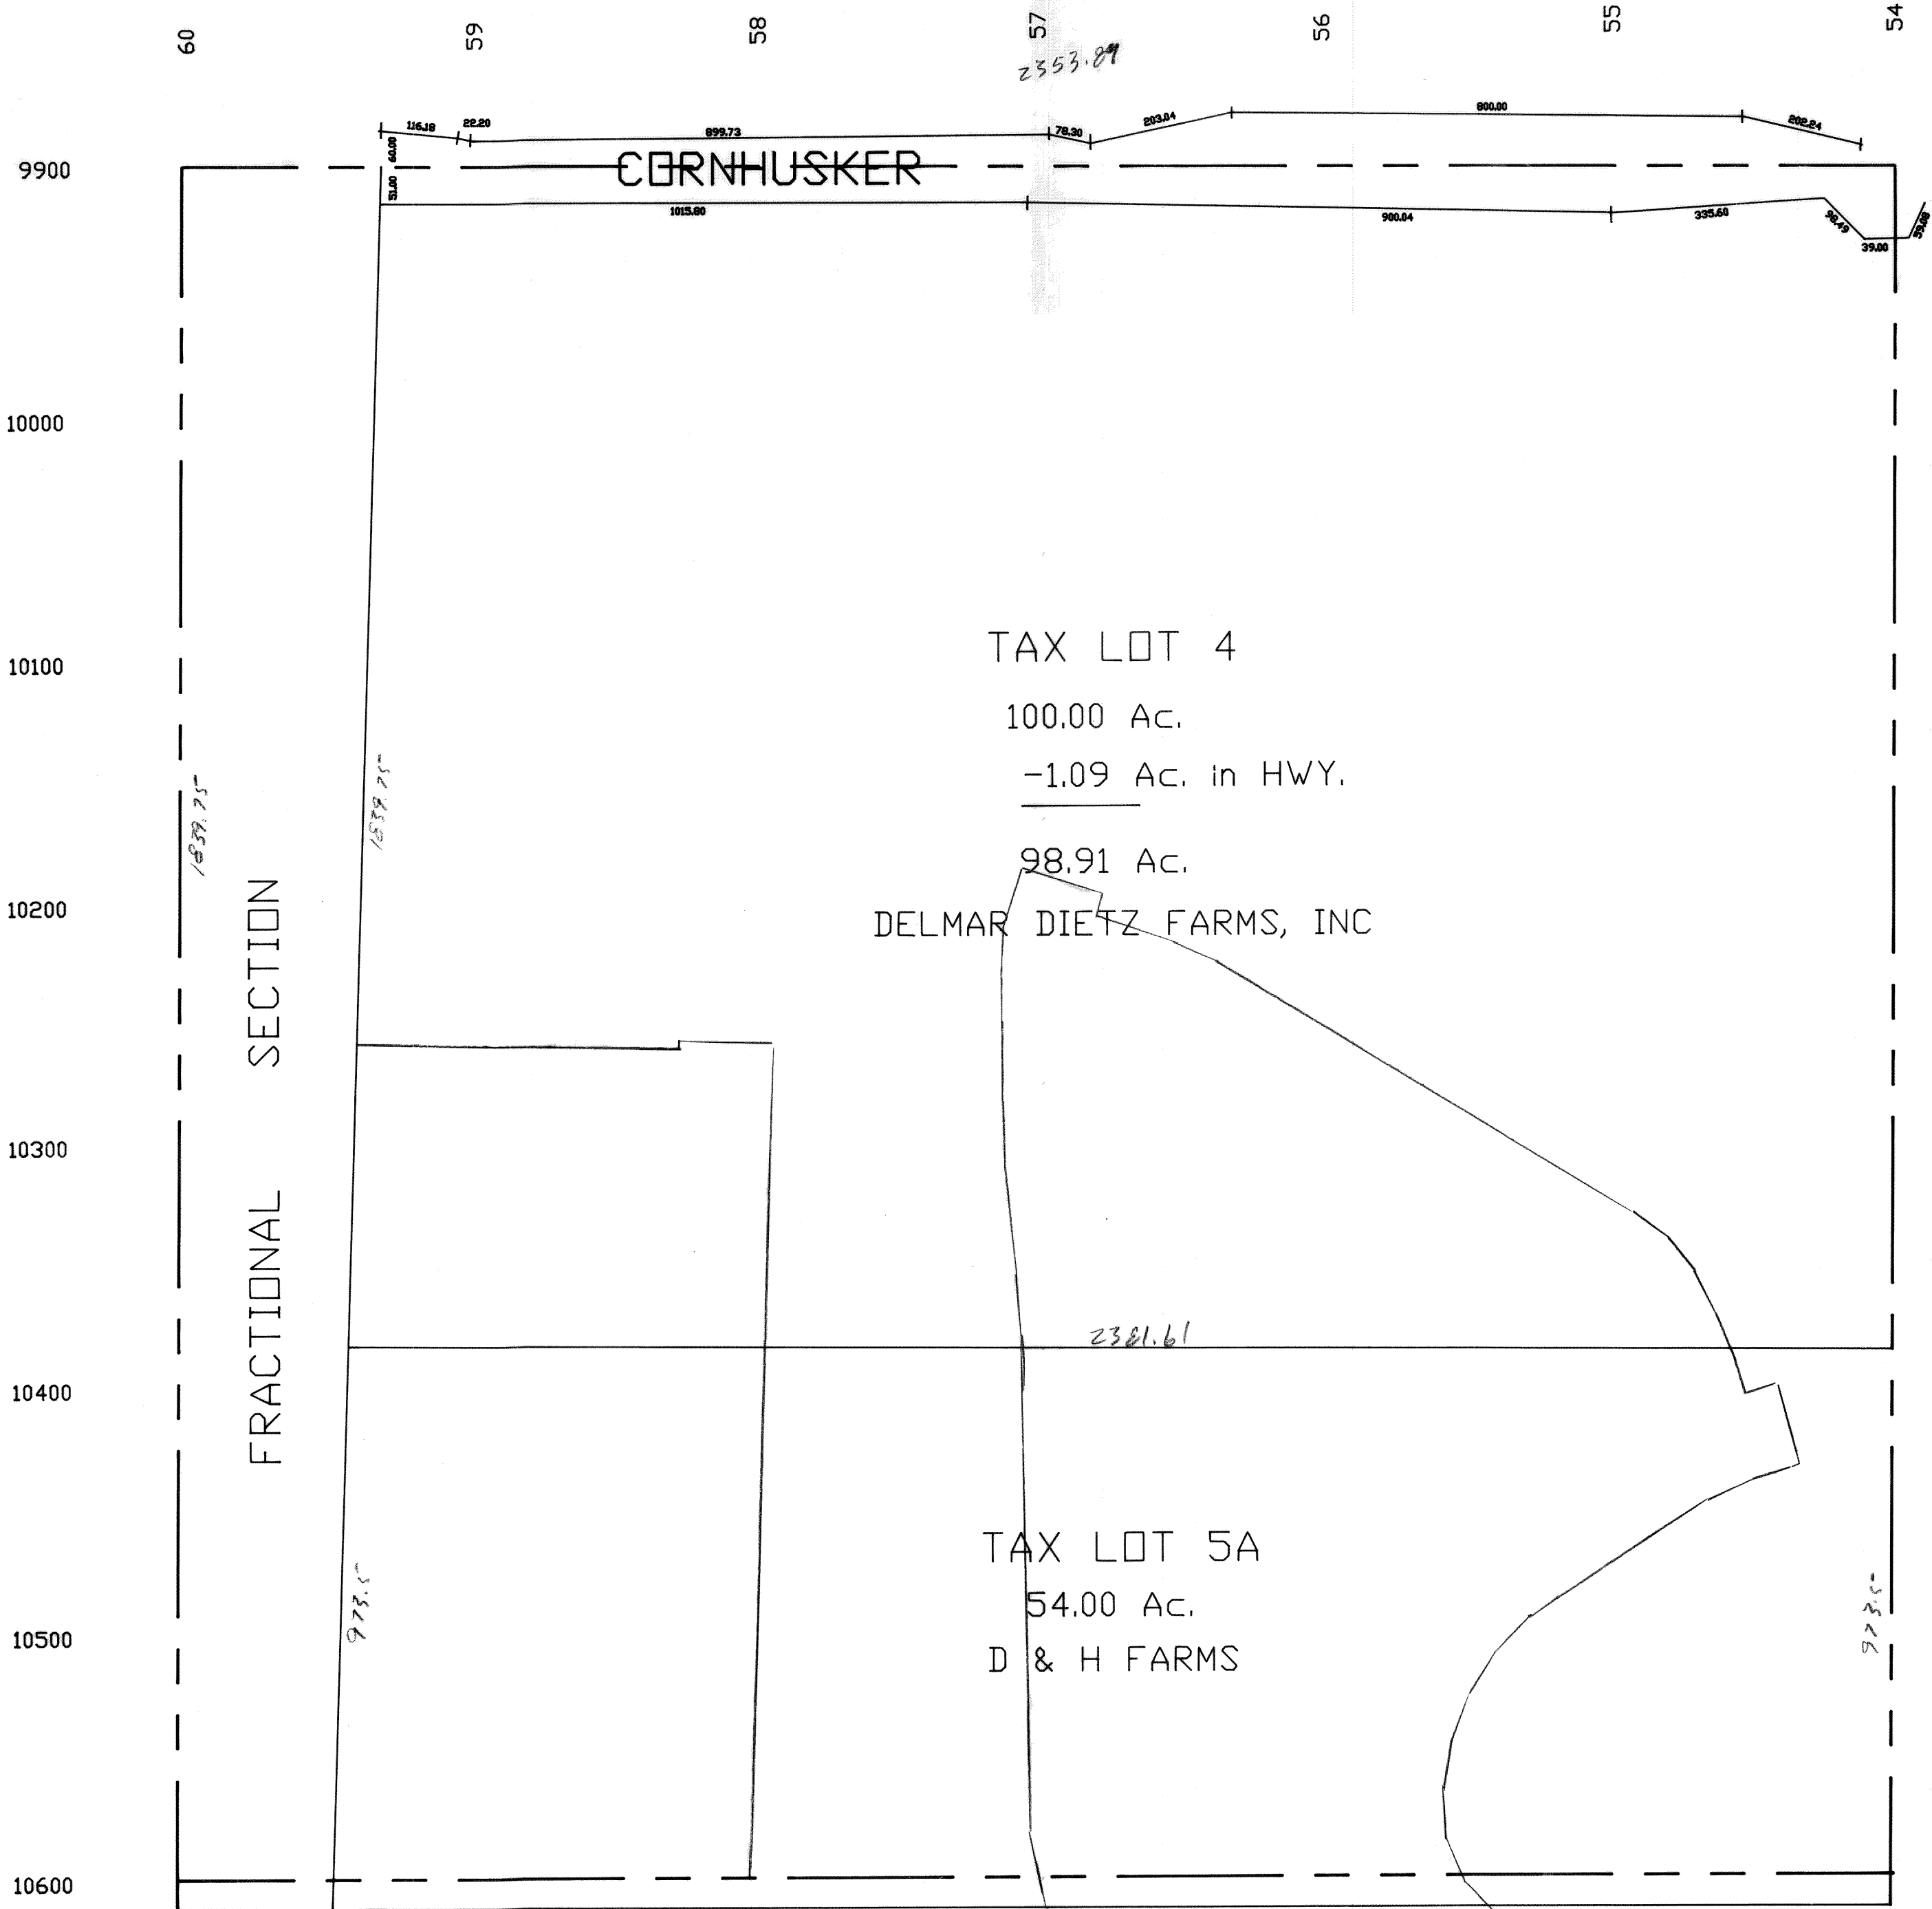 60 59 58 57 56 55 54
2353.89
116.18 22.20 899.73 78.30 203.04 800.00 202.24
60.00
9900
CORNHUSKER
51.00
1015.80 900.04 335.60 98.49 39.00 59.08
10000
10100
TAX LOT 4
100.00 Ac.
-1.09 Ac. in HWY.
98.91 Ac.
DELMAR DIETZ FARMS, INC
1839.75
1839.75
10200
FRACTIONAL SECTION
10300
2381.61
10400
TAX LOT 5A
54.00 Ac.
D & H FARMS
973.5
973.5
10500
10600